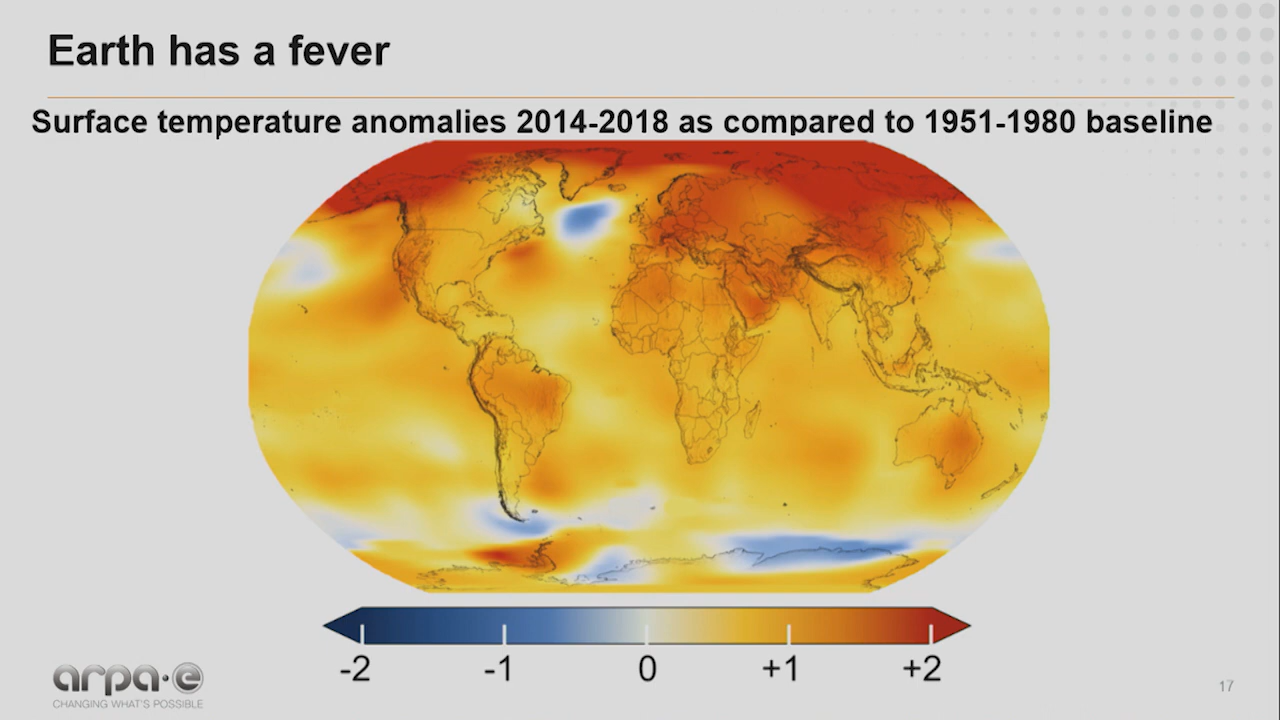 Earth has a fever
Surface temperature anomalies 2014-2018 as compared to 1951-1980 baseline
-2 -1 0 +1 +2
arpa·e
CHANGING WHAT'S POSSIBLE
17